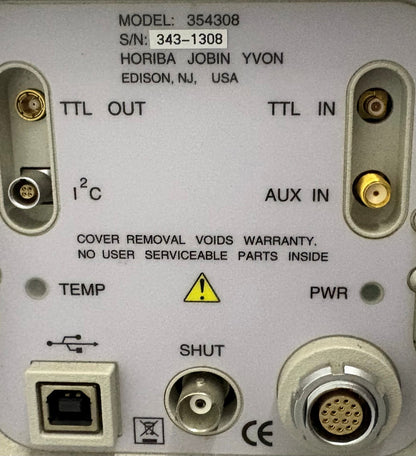 MODEL: 354308
S/N: 343-1308
HORIBA JOBIN YVON
EDISON, NJ, USA
TTL OUT
TTL IN
I²C
AUX IN
COVER REMOVAL VOIDS WARRANTY.
NO USER SERVICEABLE PARTS INSIDE
TEMP
PWR
SHUT
CE